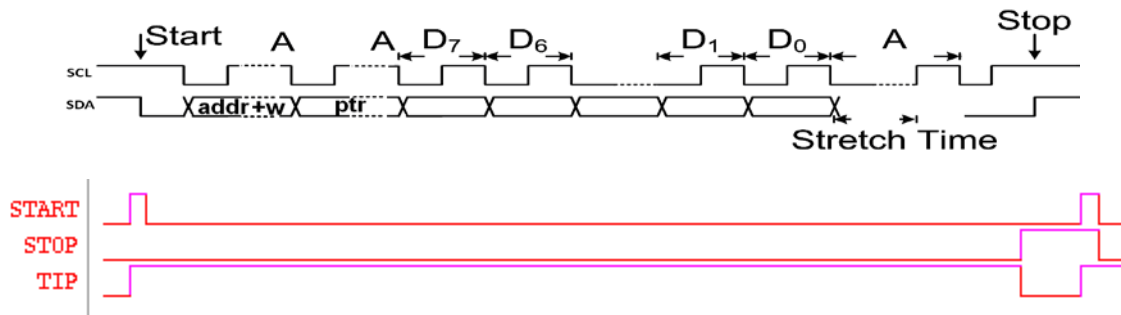 Start Stop
A A D₇ D₆ D₁ D₀ A
SCL
SDA addr+w ptr
Stretch Time
START
STOP
TIP